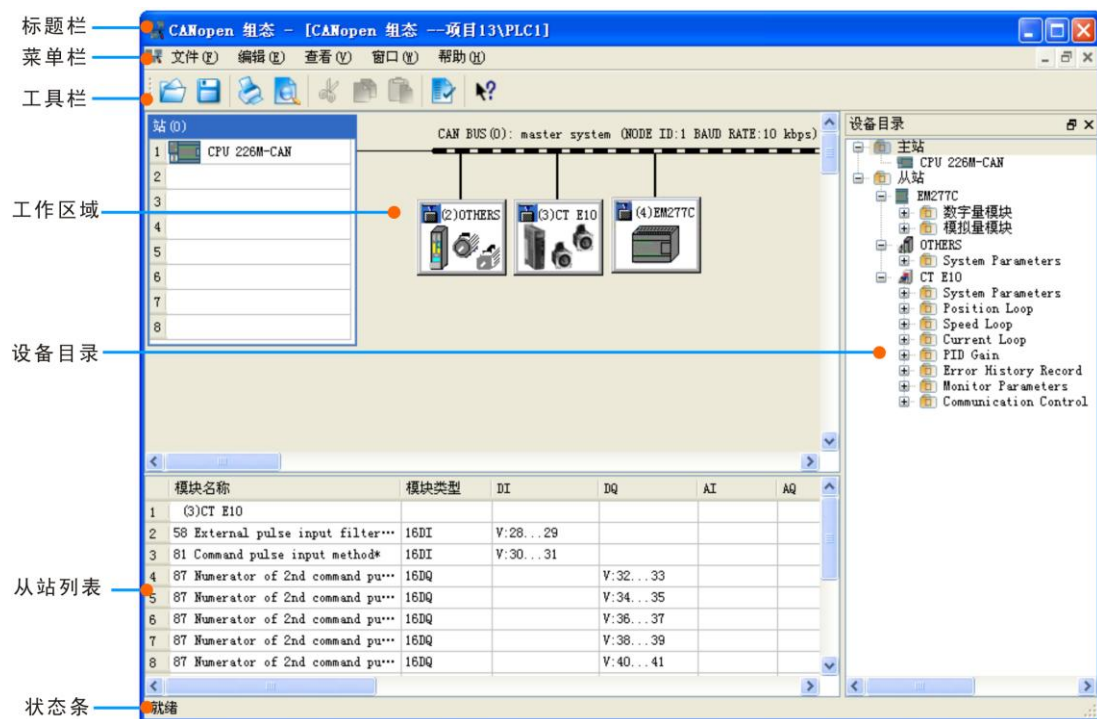 标题栏
菜单栏
工具栏
工作区域
设备目录
从站列表
状态条
CANopen 组态 - [CANopen 组态 --项目13\PLC1]
文件(F) 编辑(E) 查看(V) 窗口(W) 帮助(H)
站(0)
1 CPU 226M-CAN
2
3
4
5
6
7
8
CAN BUS(0): master system (NODE ID:1 BAUD RATE:10 kbps)
(2)OTHERS
(3)CT E10
(4)EM277C
设备目录
主站
CPU 226M-CAN
从站
EM277C
数字量模块
模拟量模块
OTHERS
System Parameters
CT E10
System Parameters
Position Loop
Speed Loop
Current Loop
PID Gain
Error History Record
Monitor Parameters
Communication Control
模块名称 模块类型 DI DQ AI AQ
1 (3)CT E10
2 58 External pulse input filter··· 16DI V:28...29
3 81 Command pulse input method* 16DI V:30...31
4 87 Numerator of 2nd command pu··· 16DQ V:32...33
5 87 Numerator of 2nd command pu··· 16DQ V:34...35
6 87 Numerator of 2nd command pu··· 16DQ V:36...37
7 87 Numerator of 2nd command pu··· 16DQ V:38...39
8 87 Numerator of 2nd command pu··· 16DQ V:40...41
就绪